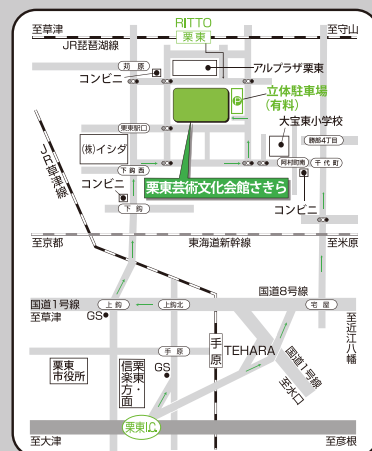 RITTO
至草津
栗東
至守山
JR琵琶湖線
苅原
アルプラザ栗東
コンビニ
P
立体駐車場
(有料)
大宝東小学校
栗東駅口
勝部4丁目
(株)イシダ
下鈎西
阿村町南
千代町
JR草津線
コンビニ
栗東芸術文化会館さきら
コンビニ
下鈎
至京都
東海道新幹線
至米原
国道8号線
国道1号線
上鈎
上鈎北
宅屋
至草津
GS
手原
TEHARA
手原
至近江八幡
栗東市役所
栗東・信楽方面
GS
国道1号線
至水口
栗東I.C.
至大津
至彦根